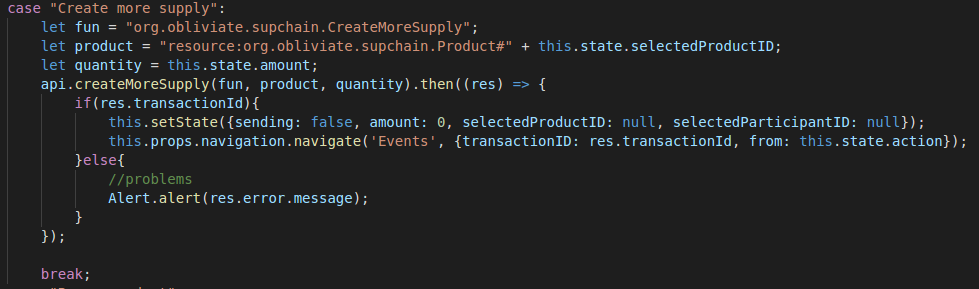 case "Create more supply":
let fun = "org.obliviate.supchain.CreateMoreSupply";
let product = "resource:org.obliviate.supchain.Product#" + this.state.selectedProductID;
let quantity = this.state.amount;
api.createMoreSupply(fun, product, quantity).then((res) => {
if(res.transactionId){
this.setState({sending: false, amount: 0, selectedProductID: null, selectedParticipantID: null});
this.props.navigation.navigate('Events', {transactionID: res.transactionId, from: this.state.action});
}else{
//problems
Alert.alert(res.error.message);
}
});
break;